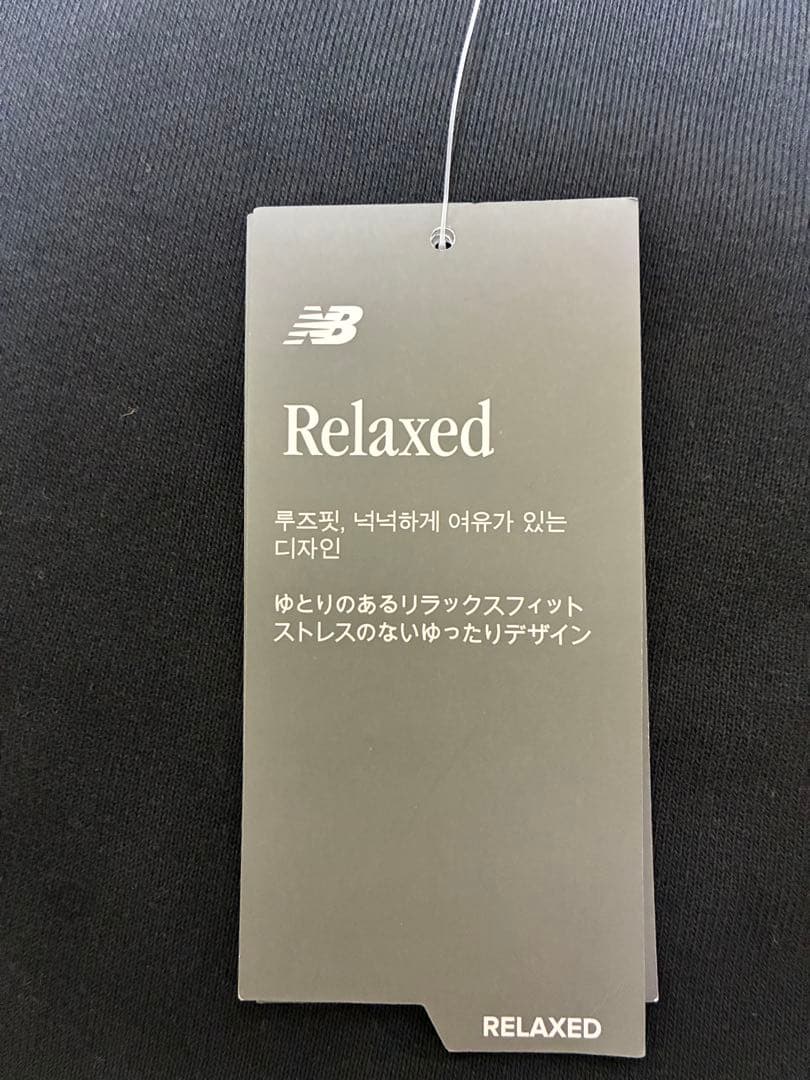 NB
Relaxed
루즈핏, 넉넉하게 여유가 있는
디자인
ゆとりのあるリラックスフィット
ストレスのないゆったりデザイン
RELAXED